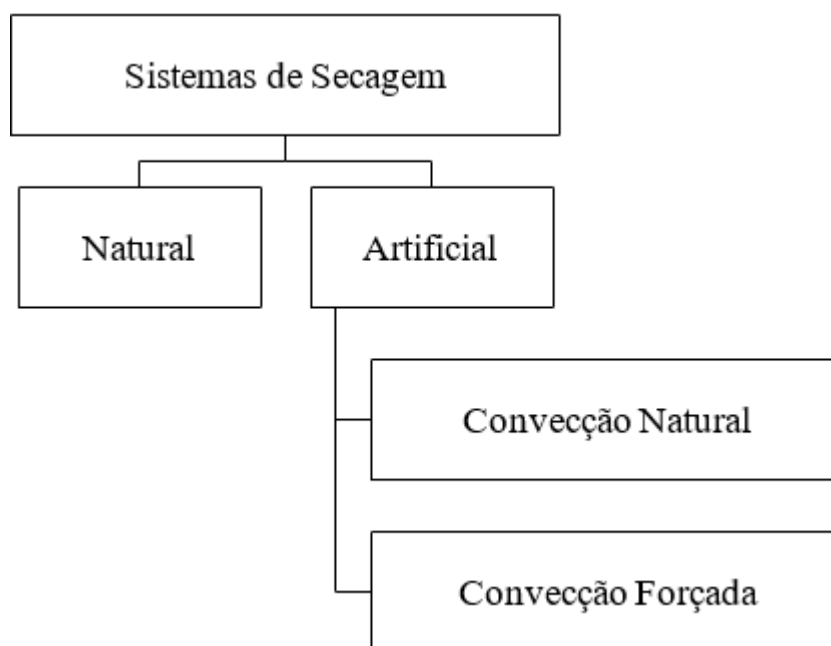 Sistemas de Secagem
Natural
Artificial
Convecção Natural
Convecção Forçada